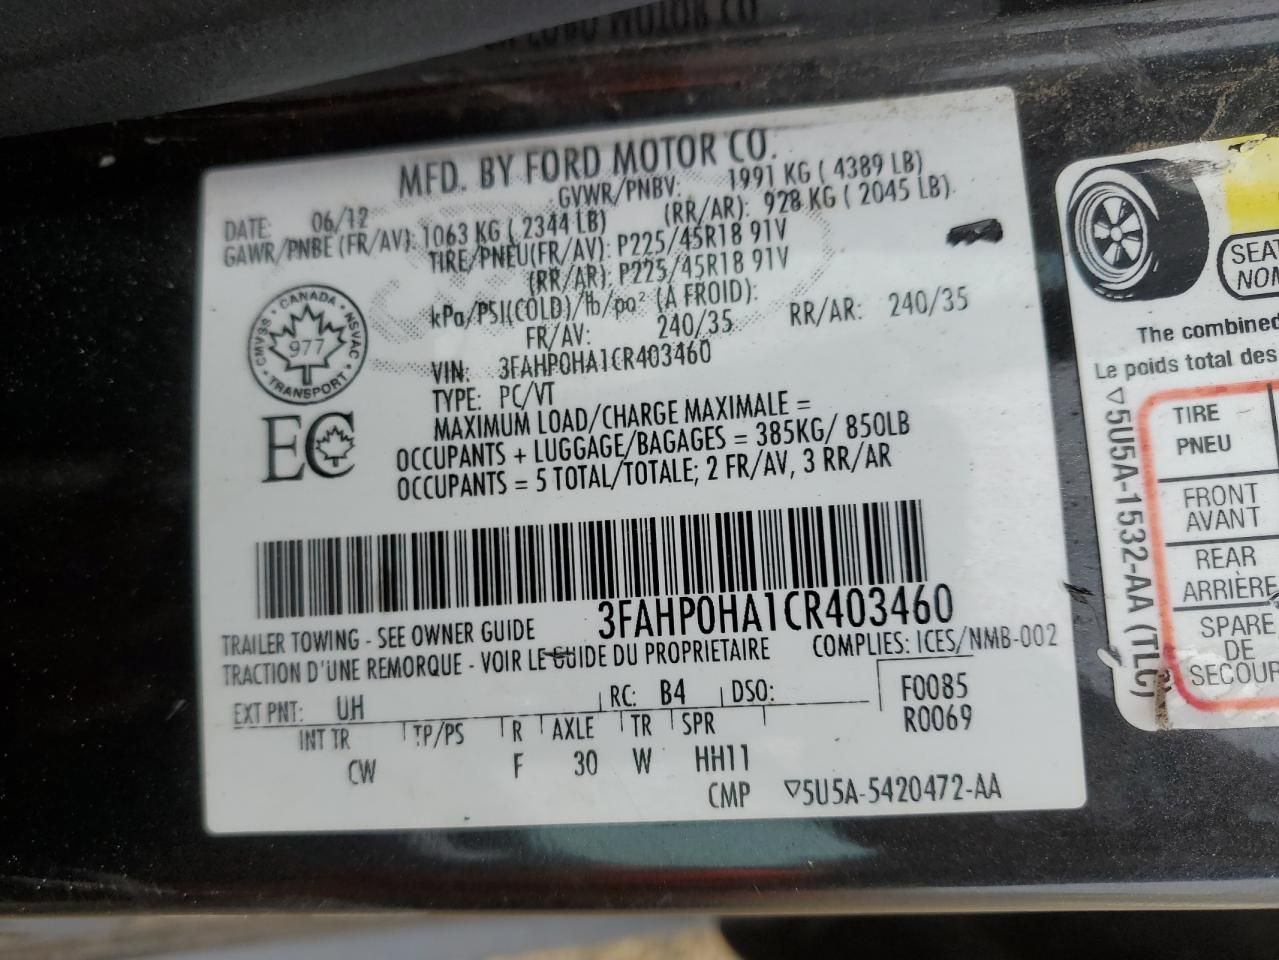 MFD. BY FORD MOTOR CO.
DATE: 06/12 GVWR/PNBV: 1991 KG ( 4389 LB)
GAWR/PNBE (FR/AV): 1063 KG ( 2344 LB) (RR/AR): 928 KG ( 2045 LB)
TIRE/PNEU(FR/AV): P225/45R18 91V
(RR/AR): P225/45R18 91V
kPa/PSI(COLD)/lb/po² (A FROID):
FR/AV: 240/35 RR/AR: 240/35
VIN: 3FAHP0HA1CR403460
TYPE: PC/VT
MAXIMUM LOAD/CHARGE MAXIMALE =
OCCUPANTS + LUGGAGE/BAGAGES = 385KG/ 850LB
OCCUPANTS = 5 TOTAL/TOTALE; 2 FR/AV, 3 RR/AR
CANADA
CMVSS NSVAC
977
TRANSPORT
EC
3FAHP0HA1CR403460
TRAILER TOWING - SEE OWNER GUIDE
TRACTION D'UNE REMORQUE - VOIR LE GUIDE DU PROPRIETAIRE COMPLIES: ICES/NMB-002
EXT PNT: UH RC: B4 DSO: F0085
R0069
INT TR TP/PS R AXLE TR SPR
CW F 30 W HH11
CMP ▽5U5A-5420472-AA
SEAT
NOM
The combined
Le poids total des
▽5U5A-1532-AA (TLC)
TIRE
PNEU
FRONT
AVANT
REAR
ARRIÈRE
SPARE
DE
SECOUR